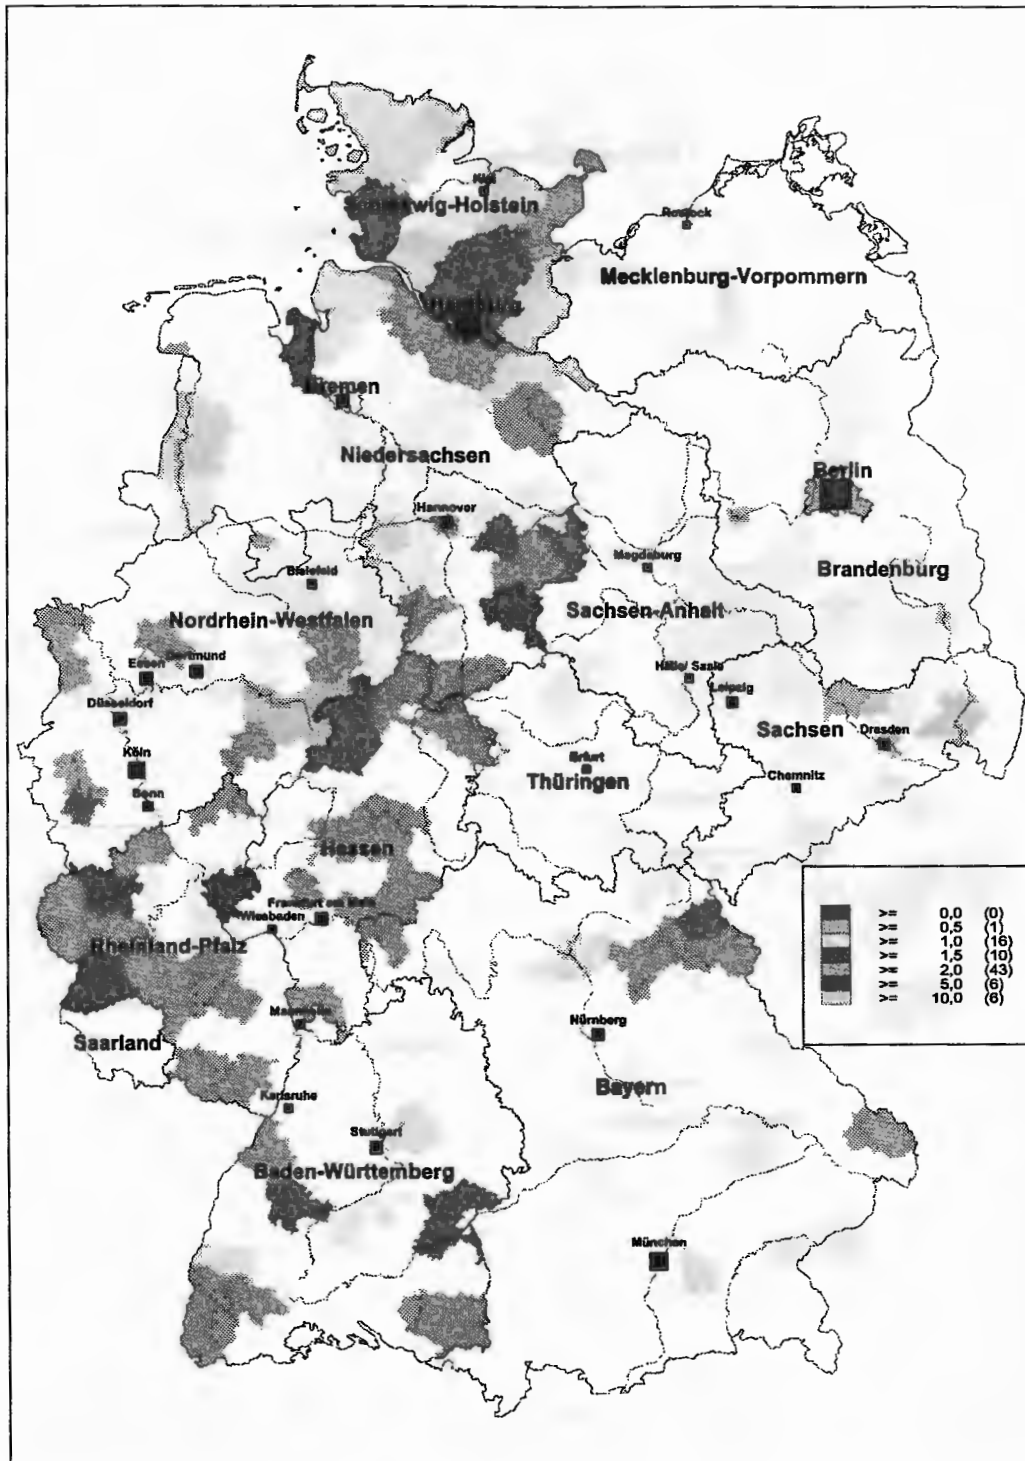 Kiel
Schleswig-Holstein
Rostock
Mecklenburg-Vorpommern
Hamburg
Bremen
Niedersachsen
Berlin
Hannover
Magdeburg
Bielefeld
Brandenburg
Sachsen-Anhalt
Nordrhein-Westfalen
Dortmund
Essen
Halle/ Saale
Leipzig
Düsseldorf
Sachsen
Dresden
Köln
Erfurt
Thüringen
Chemnitz
Bonn
Hessen
Frankfurt am Main
Wiesbaden
Rheinland-Pfalz
>= 0,0 (0)
>= 0,5 (1)
>= 1,0 (16)
>= 1,5 (10)
>= 2,0 (43)
>= 5,0 (6)
>= 10,0 (6)
Mannheim
Nürnberg
Saarland
Bayern
Karlsruhe
Stuttgart
Baden-Württemberg
München